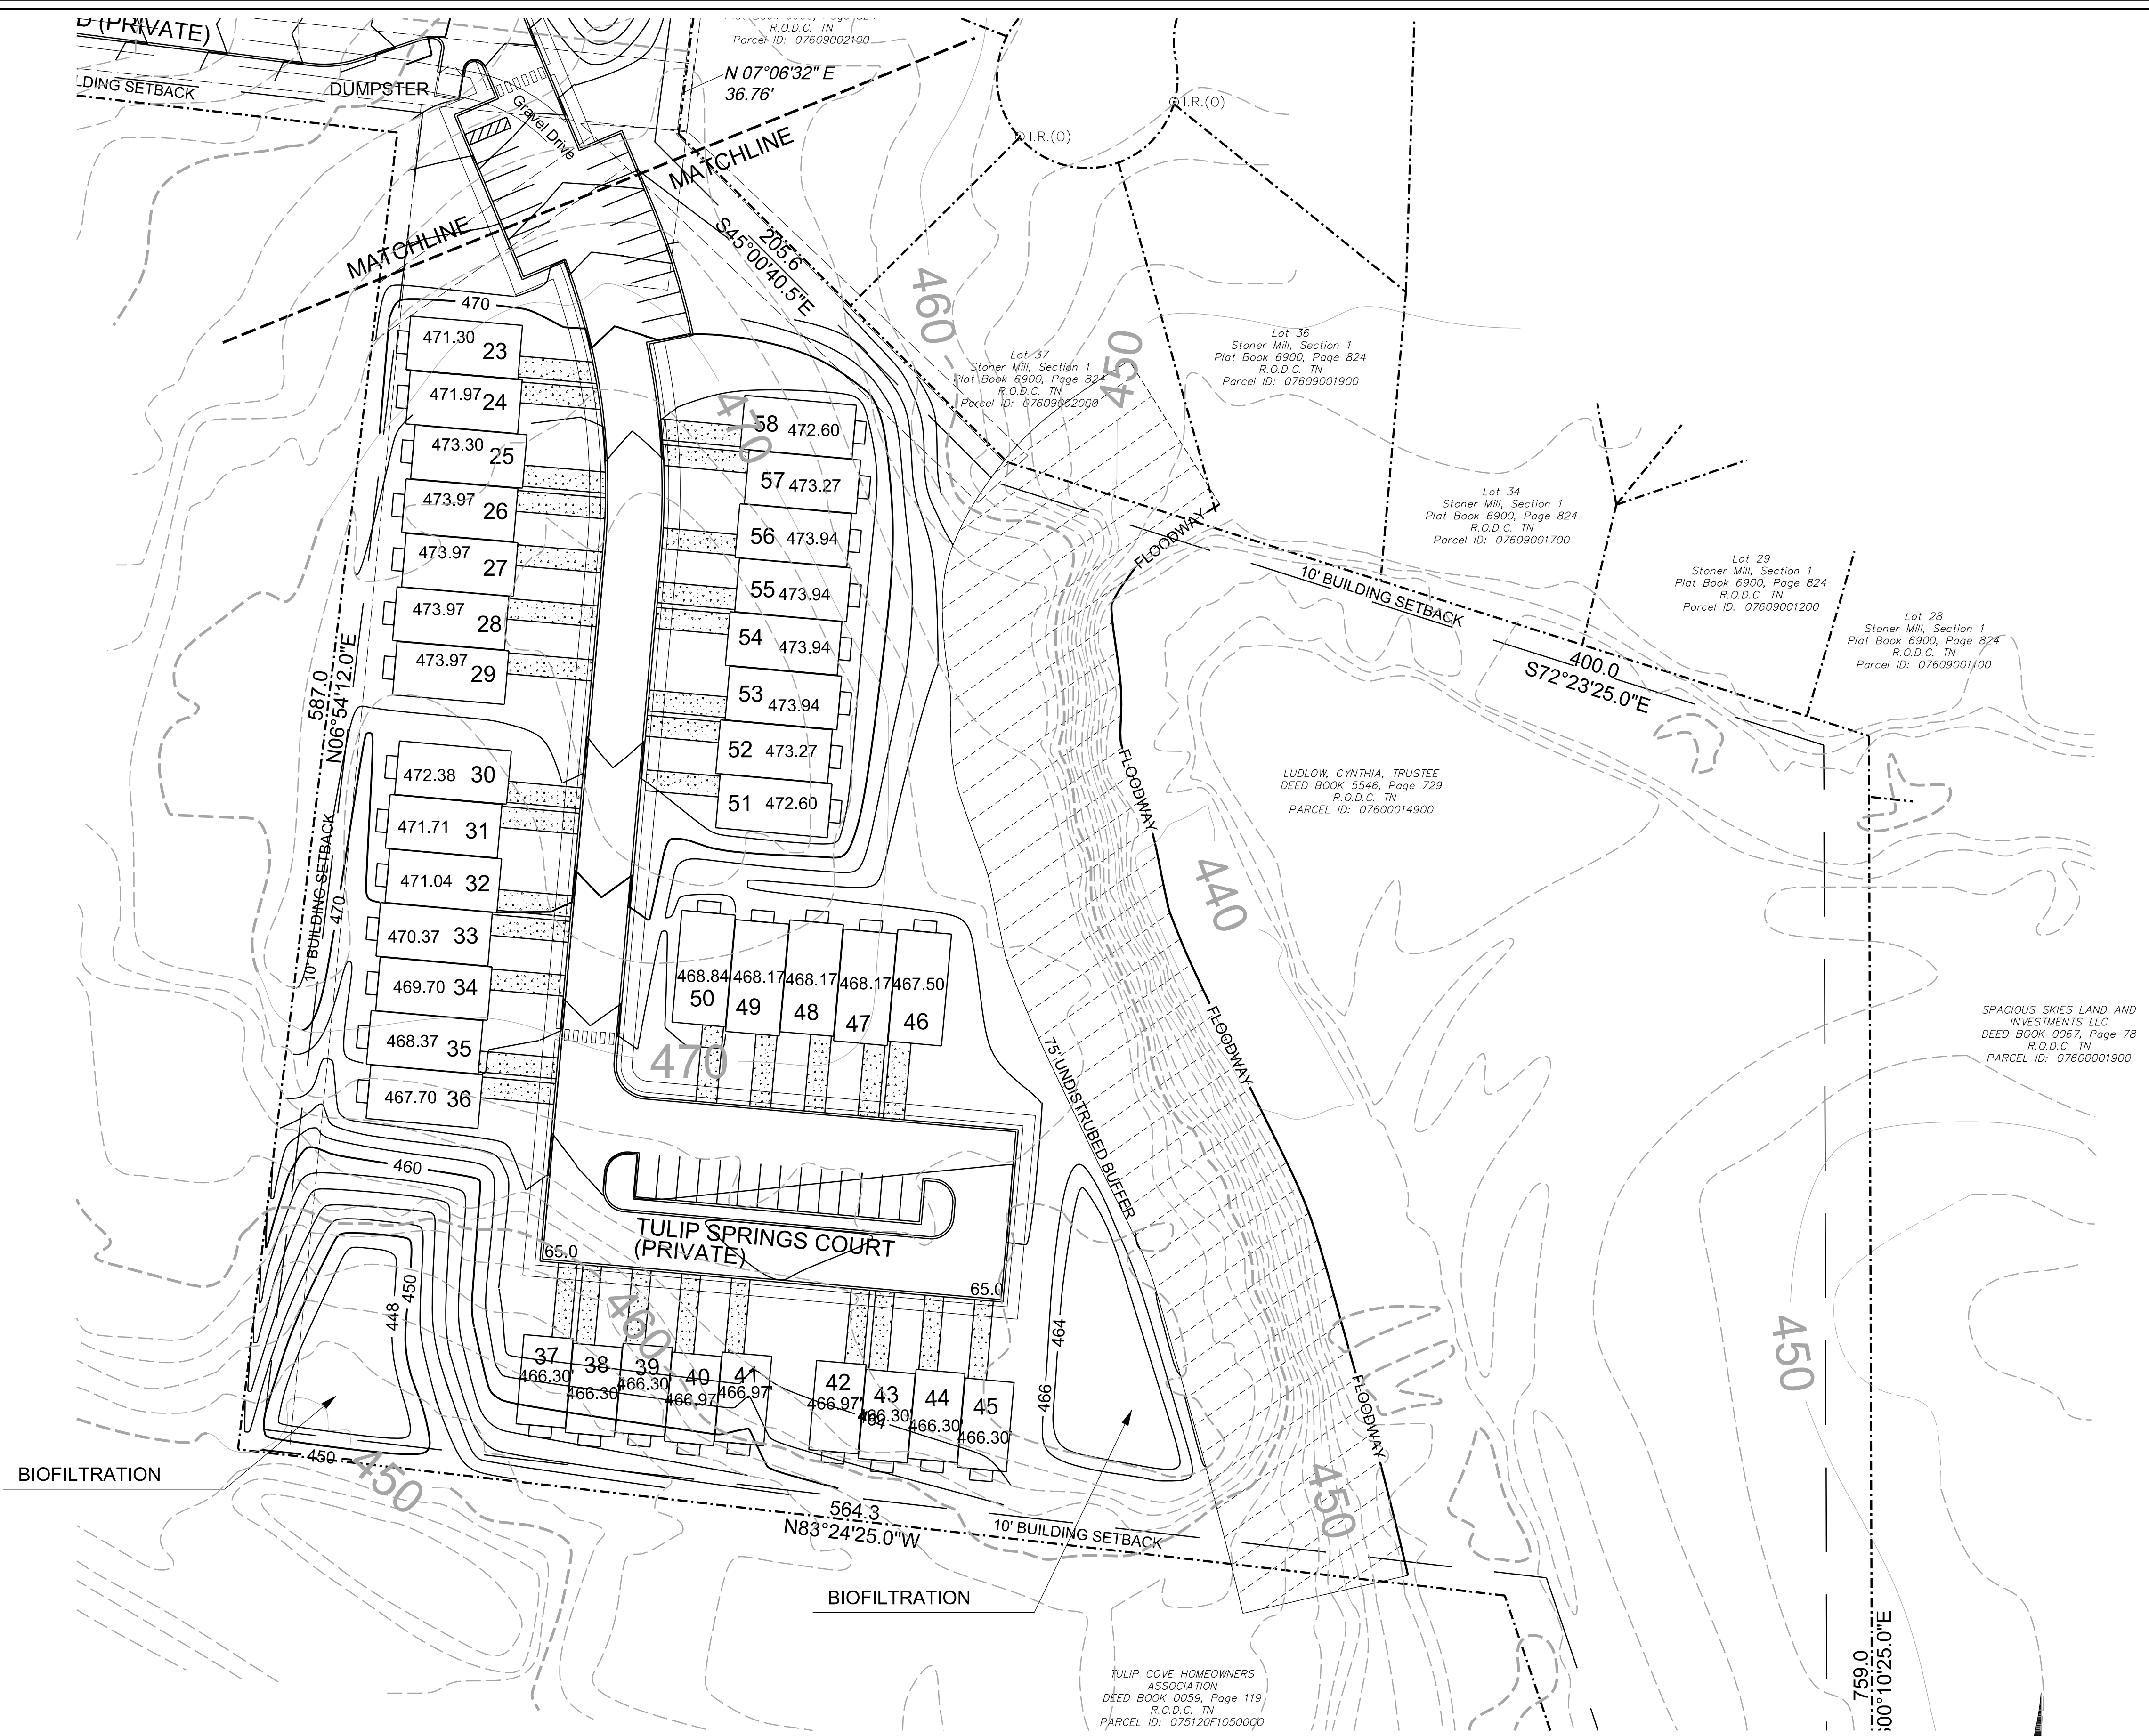 D (PRIVATE)
R.O.D.C. TN
Parcel ID: 07609002100
N 07°06'32" E
36.76'
LDING SETBACK
DUMPSTER
Gravel Drive
I.R.(O)
I.R.(O)
MATCHLINE
MATCHLINE
205.6
S45°00'40.5"E
470
460
450
471.30 23
471.97 24
473.30 25
473.97 26
473.97 27
473.97 28
473.97 29
472.38 30
471.71 31
471.04 32
470.37 33
469.70 34
468.37 35
467.70 36
470
58 472.60
57 473.27
56 473.94
55 473.94
54 473.94
53 473.94
52 473.27
51 472.60
Lot 37
Stoner Mill, Section 1
Plat Book 6900, Page 824
R.O.D.C. TN
Parcel ID: 07609002000
Lot 36
Stoner Mill, Section 1
Plat Book 6900, Page 824
R.O.D.C. TN
Parcel ID: 07609001900
Lot 34
Stoner Mill, Section 1
Plat Book 6900, Page 824
R.O.D.C. TN
Parcel ID: 07609001700
Lot 29
Stoner Mill, Section 1
Plat Book 6900, Page 824
R.O.D.C. TN
Parcel ID: 07609001200
Lot 28
Stoner Mill, Section 1
Plat Book 6900, Page 824
R.O.D.C. TN
Parcel ID: 07609001100
FLOODWAY
10' BUILDING SETBACK
400.0
S72°23'25.0"E
587.0
N06°54'12.0"E
10' BUILDING SETBACK
470
FLOODWAY
LUDLOW, CYNTHIA, TRUSTEE
DEED BOOK 5546, Page 729
R.O.D.C. TN
PARCEL ID: 07600014900
440
468.84 468.17 468.17 468.17 467.50
50 49 48 47 46
470
SPACIOUS SKIES LAND AND
INVESTMENTS LLC
DEED BOOK 0067, Page 78
R.O.D.C. TN
PARCEL ID: 07600001900
FLOODWAY
75' UNDISTRUBED BUFFER
460
TULIP SPRINGS COURT
(PRIVATE)
65.0
65.0
448
450
460
464
466
450
37
466.30'
38
466.30
39
466.30'
40
466.97
41
466.97'
42
466.97'
43
466.30'
464
44
466.30'
45
466.30'
FLOODWAY
450
450
450
BIOFILTRATION
564.3
N83°24'25.0"W
10' BUILDING SETBACK
BIOFILTRATION
TULIP COVE HOMEOWNERS
ASSOCIATION
DEED BOOK 0059, Page 119
R.O.D.C. TN
PARCEL ID: 075120F10500CO
759.0
00°10'25.0"E